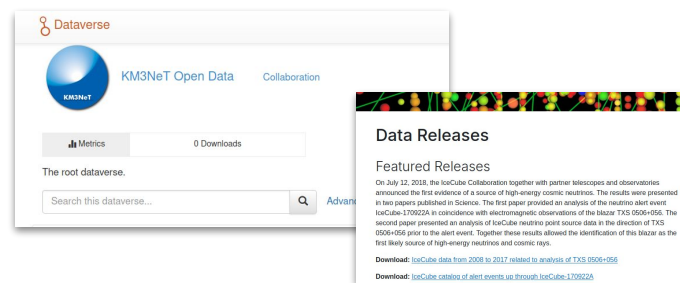 Dataverse
KM3NeT
KM3NeT Open Data
Collaboration
Metrics
0 Downloads
The root dataverse.
Search this dataverse...
Data Releases
Featured Releases
On July 12, 2018, the IceCube Collaboration together with partner telescopes and observatories
announced the first evidence of a source of high-energy cosmic neutrinos. The results were presented
in two papers published in Science. The first paper provided an analysis of the neutrino alert event
IceCube-170922A in coincidence with electromagnetic observations of the blazar TXS 0506+056. The
second paper presented an analysis of IceCube neutrino point source data in the direction of TXS
0506+056 prior to the alert event. Together these results allowed the identification of this blazar as the
first likely source of high-energy neutrinos and cosmic rays.
Download: IceCube data from 2008 to 2017 related to analysis of TXS 0506+056
Download: IceCube catalog of alert events up through IceCube-170922A